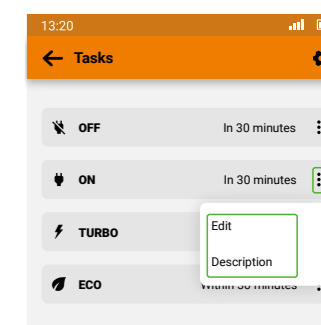 13:20
Tasks
OFF In 30 minutes
ON In 30 minutes
TURBO
Edit
Description
ECO Within 30 minutes